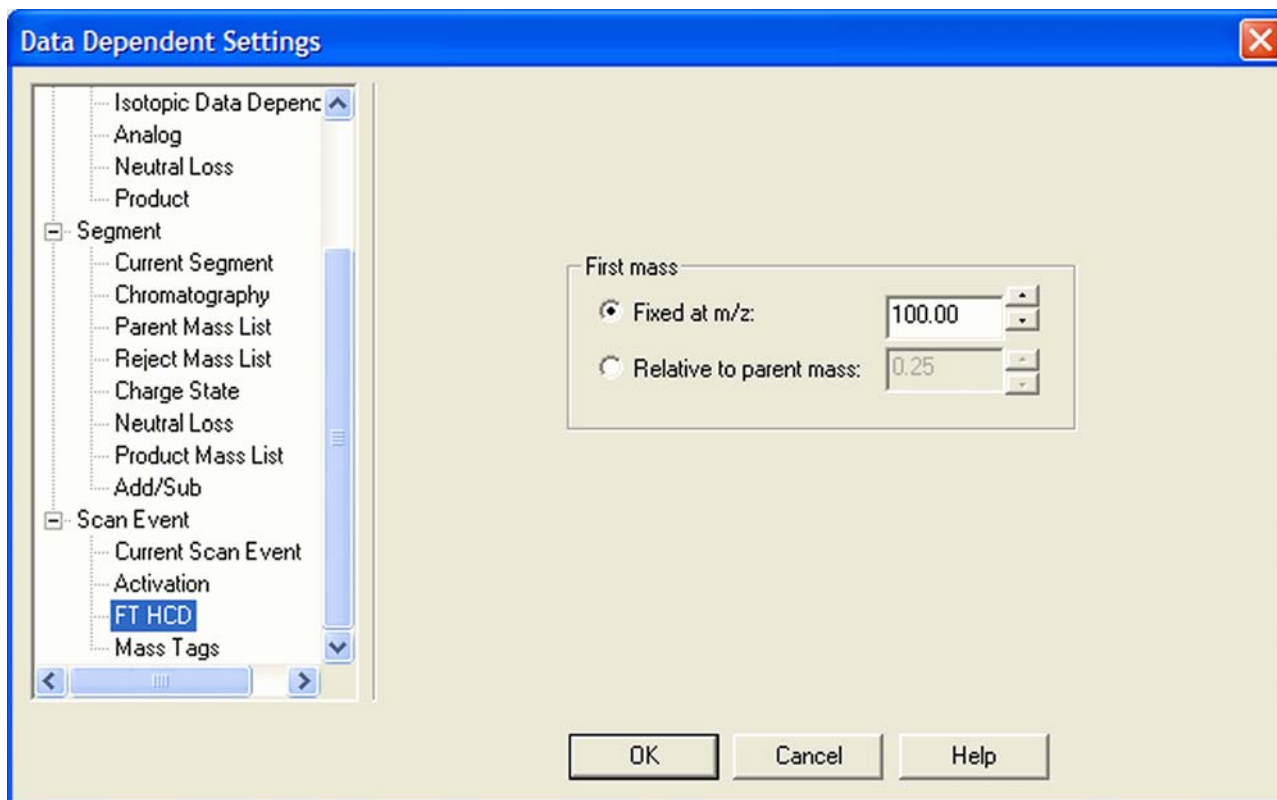 Data Dependent Settings
Isotopic Data Depend
Analog
Neutral Loss
Product
Segment
Current Segment
Chromatography
Parent Mass List
Reject Mass List
Charge State
Neutral Loss
Product Mass List
Add/Sub
Scan Event
Current Scan Event
Activation
FT HCD
Mass Tags
First mass
Fixed at m/z: 100.00
Relative to parent mass: 0.25
OK Cancel Help